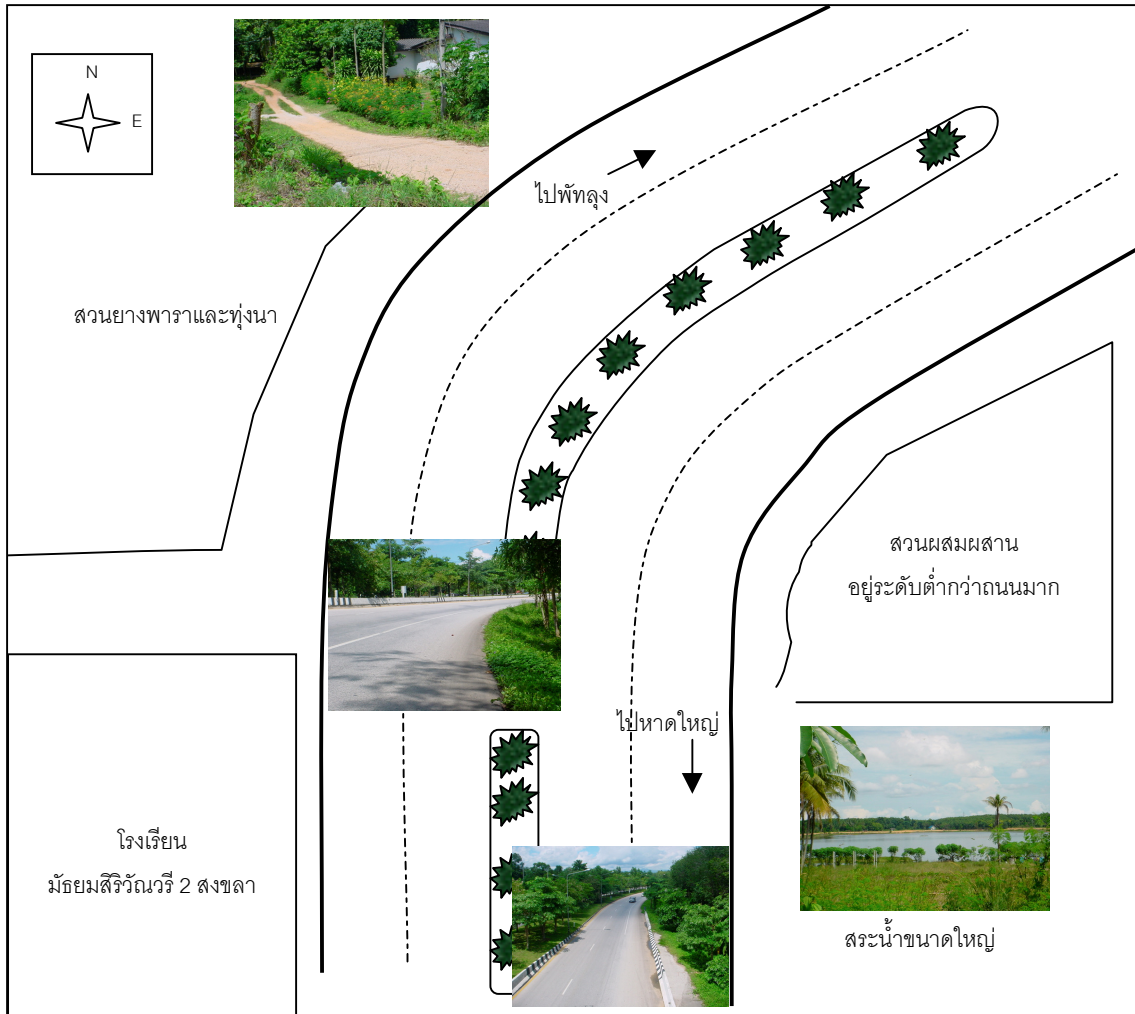 N
E
ไปพัทลุง
สวนยางพาราและทุ่งนา
สวนผสมผสาน
อยู่ระดับต่ำกว่าถนนมาก
ไปหาดใหญ่
โรงเรียน
มัธยมสิริวัณวรี 2 สงขลา
สระน้ำขนาดใหญ่